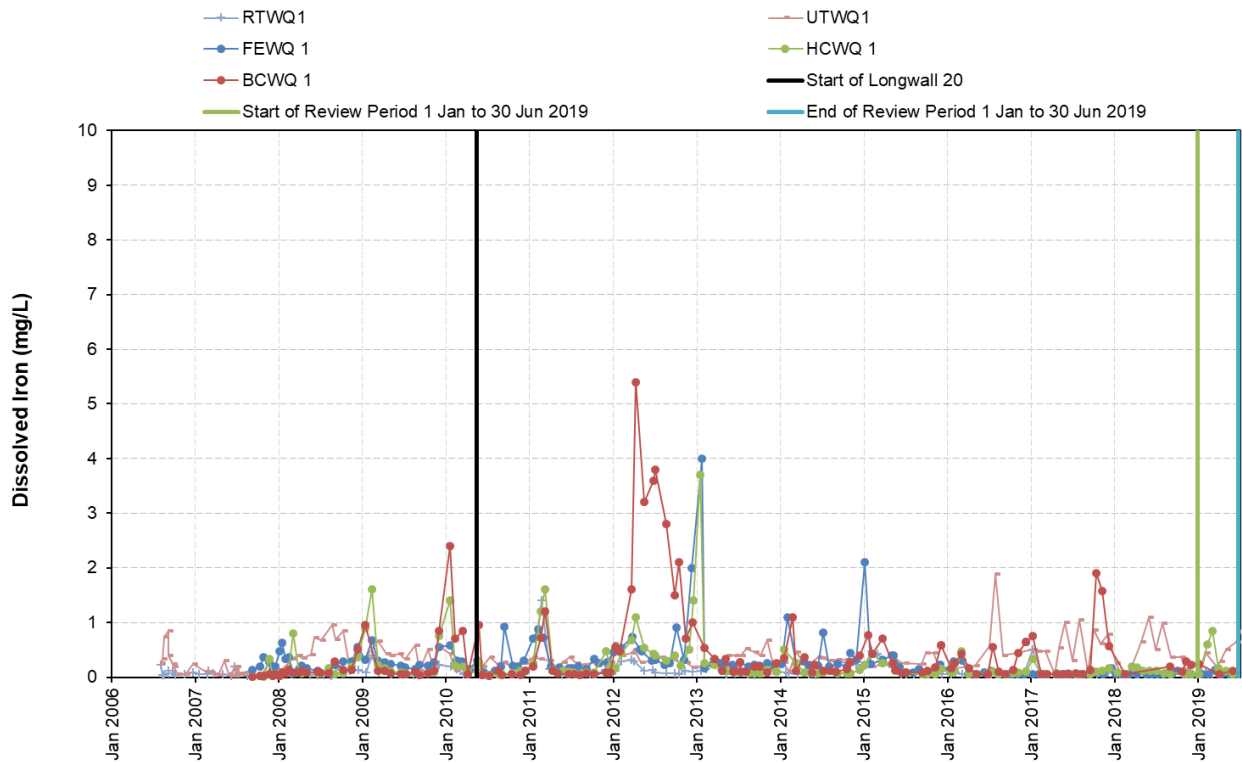 RTWQ1 UTWQ1
FEWQ 1 HCWQ 1
BCWQ 1 Start of Longwall 20
Start of Review Period 1 Jan to 30 Jun 2019 End of Review Period 1 Jan to 30 Jun 2019
Dissolved Iron (mg/L)
10
9
8
7
6
5
4
3
2
1
0
Jan 2006
Jan 2007
Jan 2008
Jan 2009
Jan 2010
Jan 2011
Jan 2012
Jan 2013
Jan 2014
Jan 2015
Jan 2016
Jan 2017
Jan 2018
Jan 2019